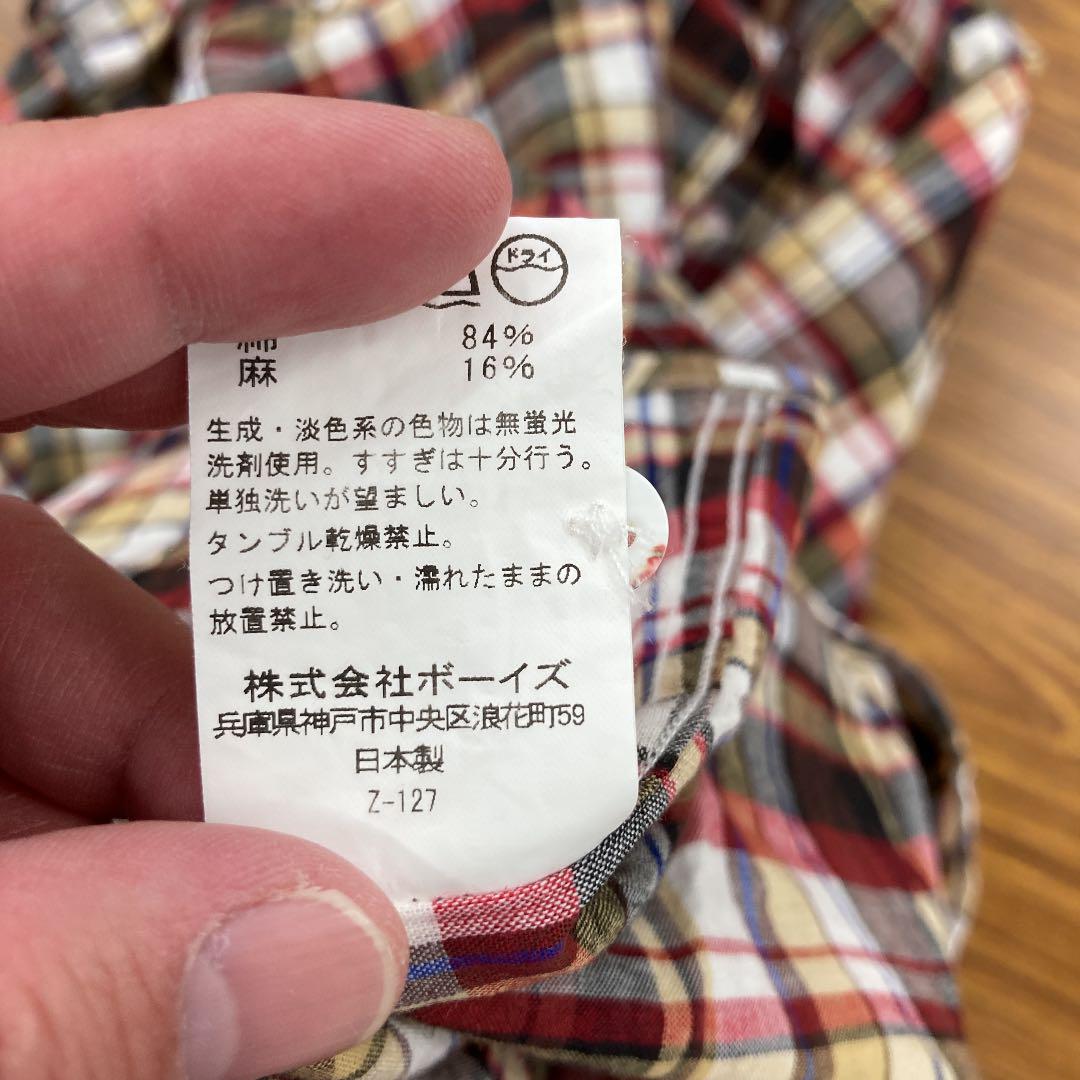 ドライ
綿 84%
麻 16%
生成・淡色系の色物は無蛍光
洗剤使用。すすぎは十分行う。
単独洗いが望ましい。
タンブル乾燥禁止。
つけ置き洗い・濡れたままの
放置禁止。
株式会社ボーイズ
兵庫県神戸市中央区浪花町59
日本製
Z-127